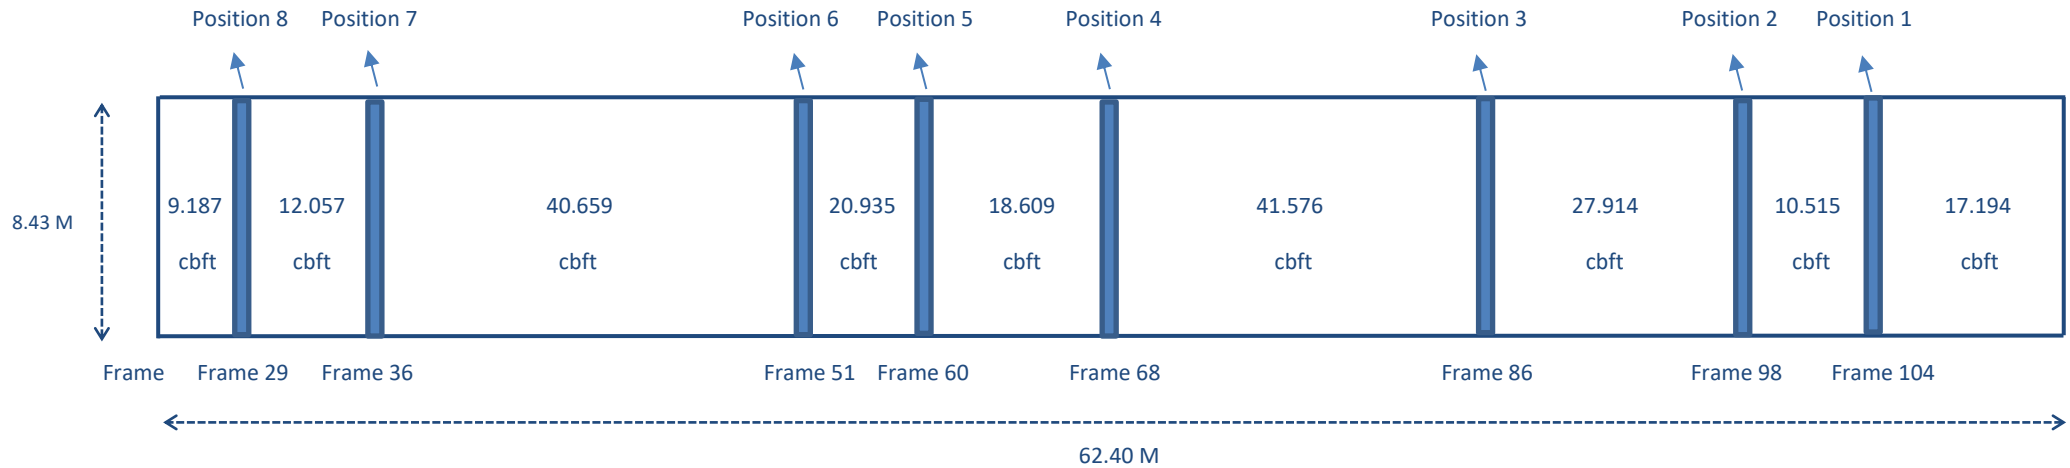 Position 8 Position 7 Position 6 Position 5 Position 4 Position 3 Position 2 Position 1
8.43 M
9.187 12.057 40.659 20.935 18.609 41.576 27.914 10.515 17.194
cbft cbft cbft cbft cbft cbft cbft cbft cbft
Frame Frame 29 Frame 36 Frame 51 Frame 60 Frame 68 Frame 86 Frame 98 Frame 104
62.40 M